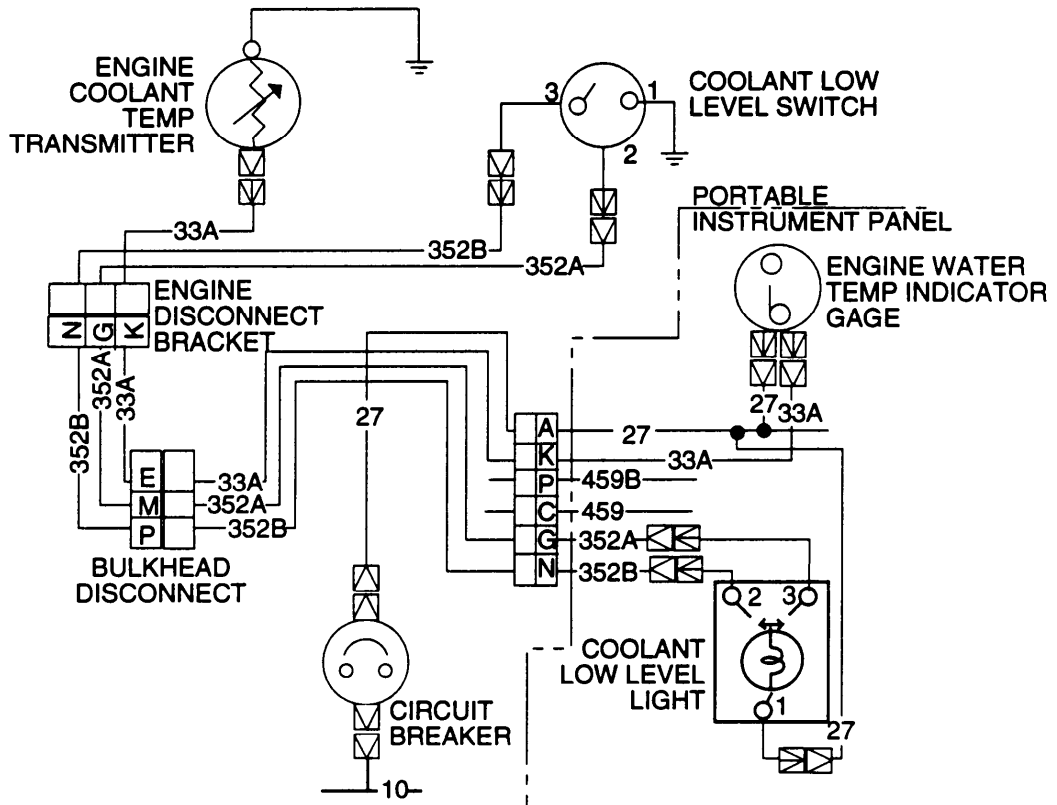 ENGINE
COOLANT
TEMP
TRANSMITTER
3
1
2
COOLANT LOW
LEVEL SWITCH
33A
352B
352A
PORTABLE
INSTRUMENT PANEL
ENGINE WATER
TEMP INDICATOR
GAGE
ENGINE
DISCONNECT
BRACKET
N G K
352B
352A
33A
27
27
33A
E
M
P
33A
352A
352B
BULKHEAD
DISCONNECT
A 27
K 33A
P 459B
C 459
G 352A
N 352B
2 3
1
COOLANT
LOW LEVEL
LIGHT
27
CIRCUIT
BREAKER
10